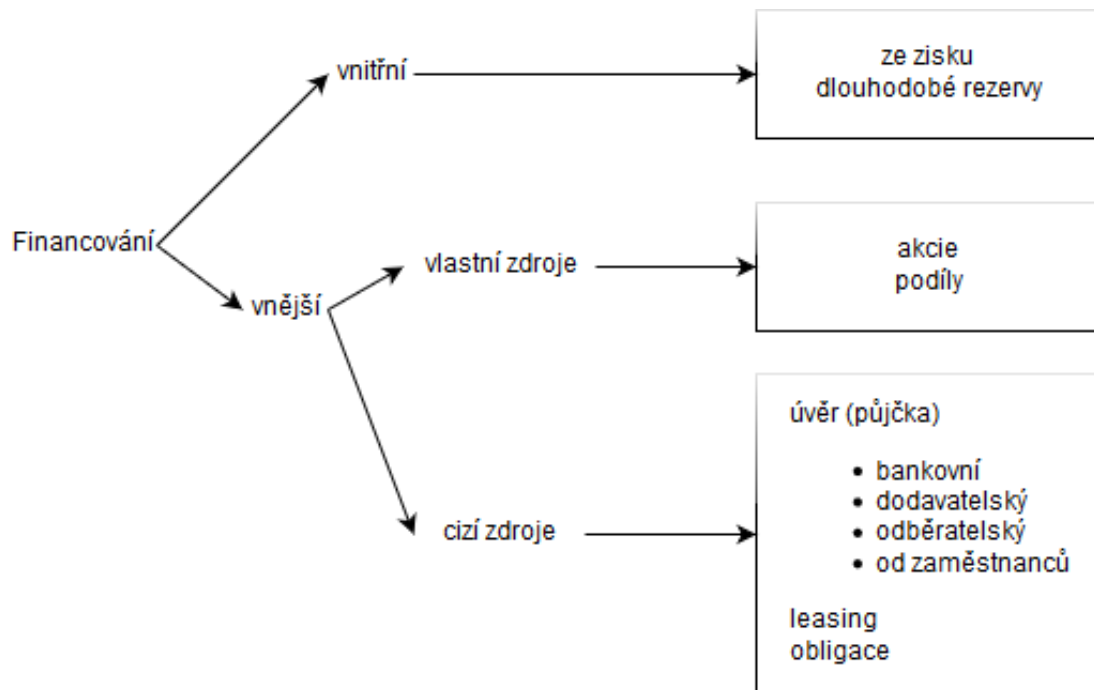 vnitřní
ze zisku
dlouhodobé rezervy
Financování
vnější
vlastní zdroje
akcie
podíly
cizí zdroje
úvěr (půjčka)
• bankovní
• dodavatelský
• odběratelský
• od zaměstnanců
leasing
obligace